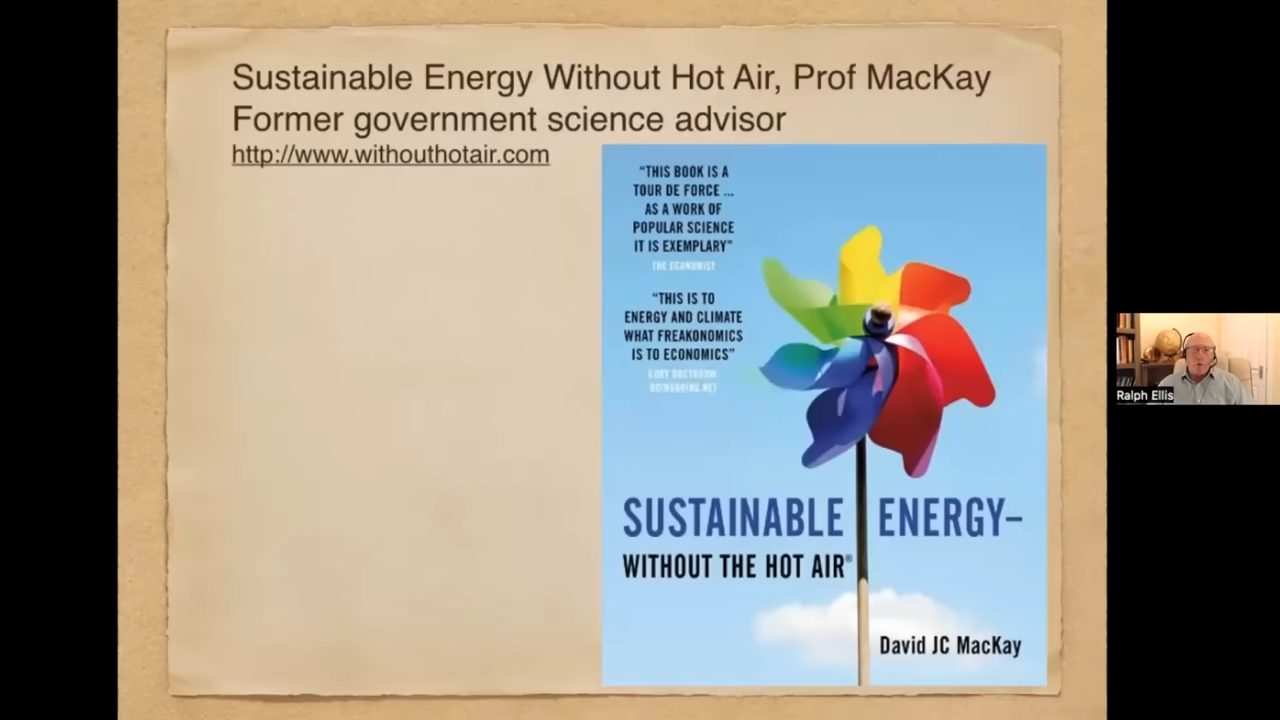 Sustainable Energy Without Hot Air, Prof MacKay
Former government science advisor
http://www.withouthotair.com
“THIS BOOK IS A
TOUR DE FORCE ...
AS A WORK OF
POPULAR SCIENCE
IT IS EXEMPLARY”
THE ECONOMIST
“THIS IS TO
ENERGY AND CLIMATE
WHAT FREAKONOMICS
IS TO ECONOMICS”
CORY DOCTOROW
BOINGBOING.NET
SUSTAINABLE ENERGY–
WITHOUT THE HOT AIR®
David JC MacKay
Ralph Ellis